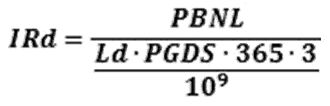 IRd = PBNL / ((Ld · PGDS · 365 · 3) / 10⁹)